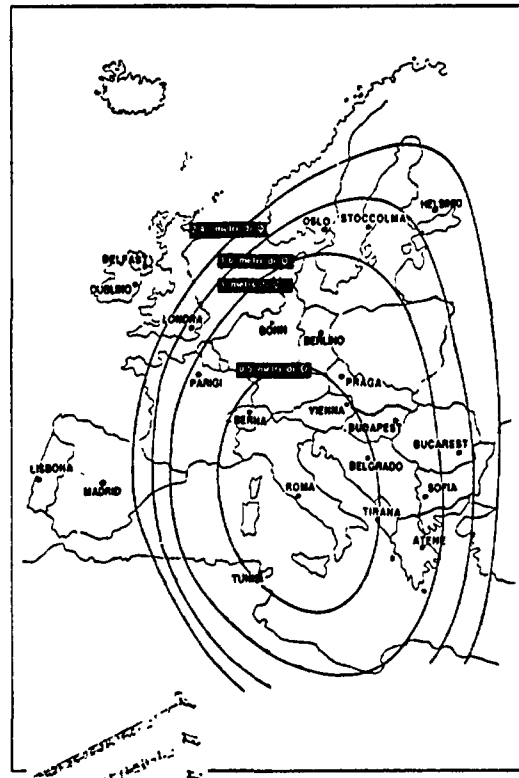 HELSINKI
OSLO
STOCCOLMA
BELFAST
DUBLINO
LONDRA
BONN
BERLINO
PARIGI
PRAGA
VIENNA
BERNA
BUDAPEST
BUCAREST
BELGRADO
LISBONA
MADRID
ROMA
SOFIA
TIRANA
ATENE
TUNISI